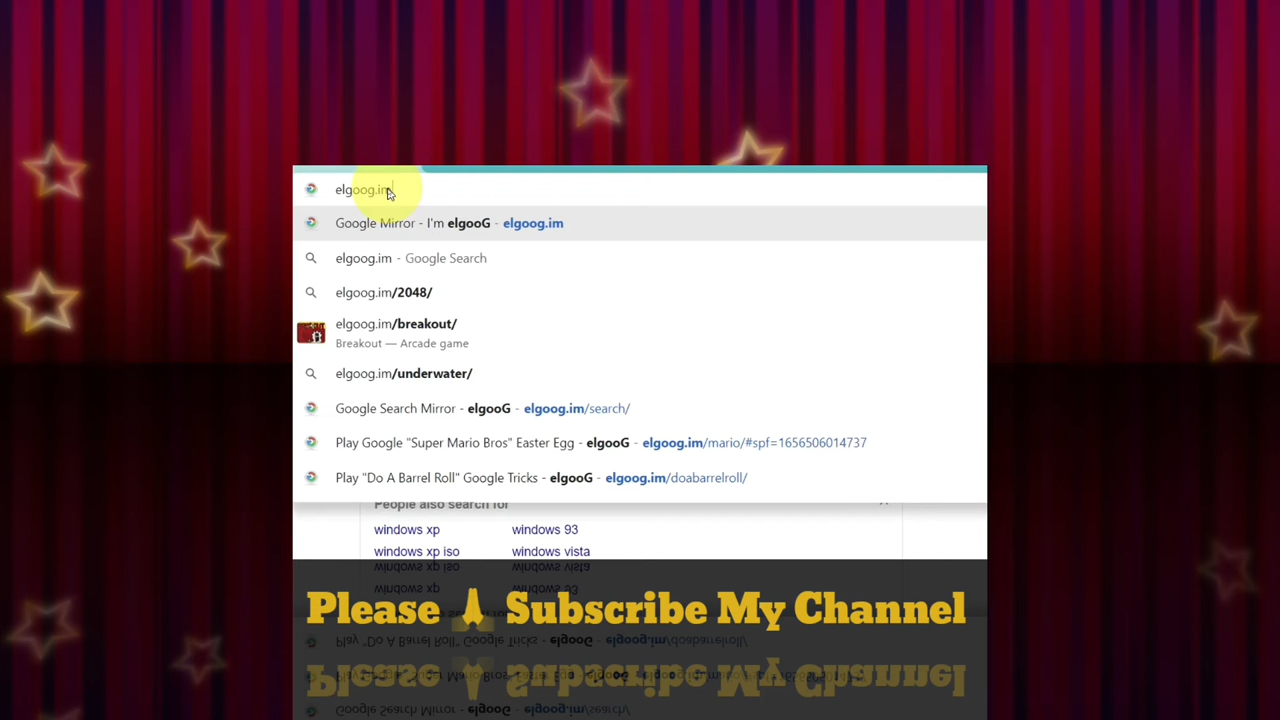 elgoog.im
Google Mirror - I'm elgooG - elgoog.im
elgoog.im - Google Search
elgoog.im/2048/
elgoog.im/breakout/
Breakout — Arcade game
elgoog.im/underwater/
Google Search Mirror - elgooG - elgoog.im/search/
Play Google "Super Mario Bros" Easter Egg - elgooG - elgoog.im/mario/#spf=1656506014737
Play "Do A Barrel Roll" Google Tricks - elgooG - elgoog.im/doabarrelroll/
People also search for
windows xp windows 93
windows xp iso windows vista
Please 🙏 Subscribe My Channel